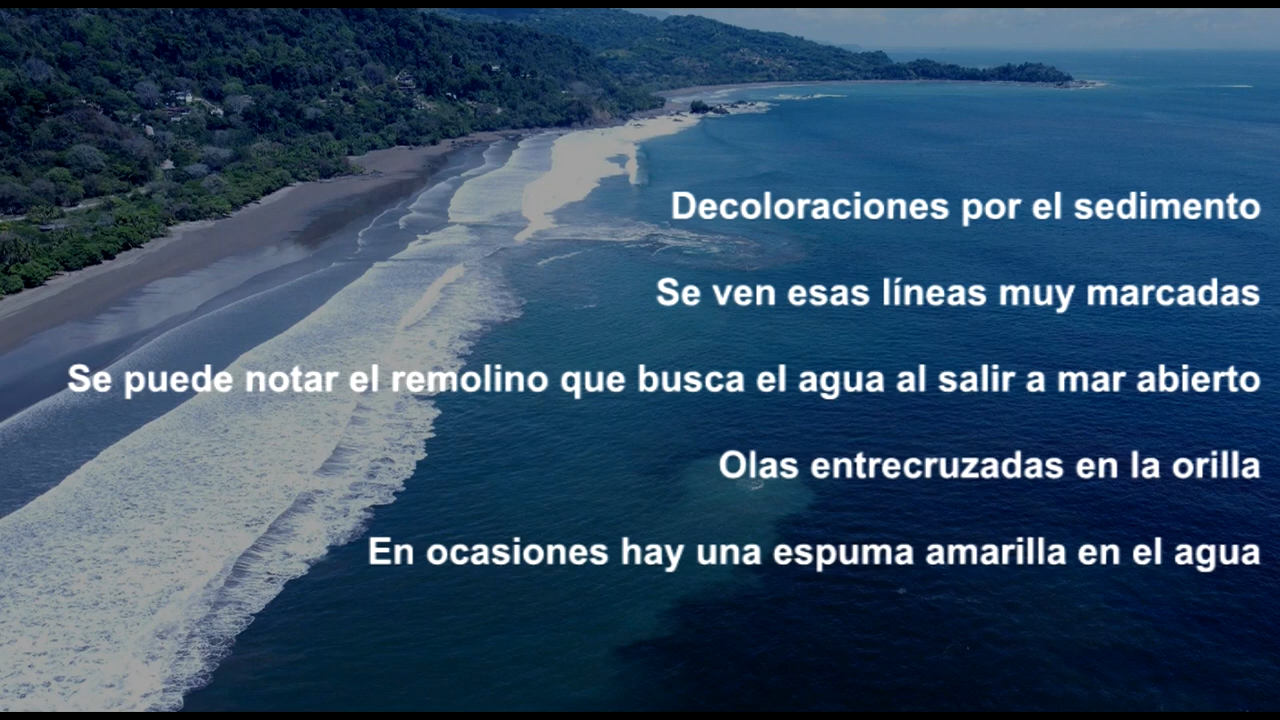 Decoloraciones por el sedimento
Se ven esas líneas muy marcadas
Se puede notar el remolino que busca el agua al salir a mar abierto
Olas entrecruzadas en la orilla
En ocasiones hay una espuma amarilla en el agua